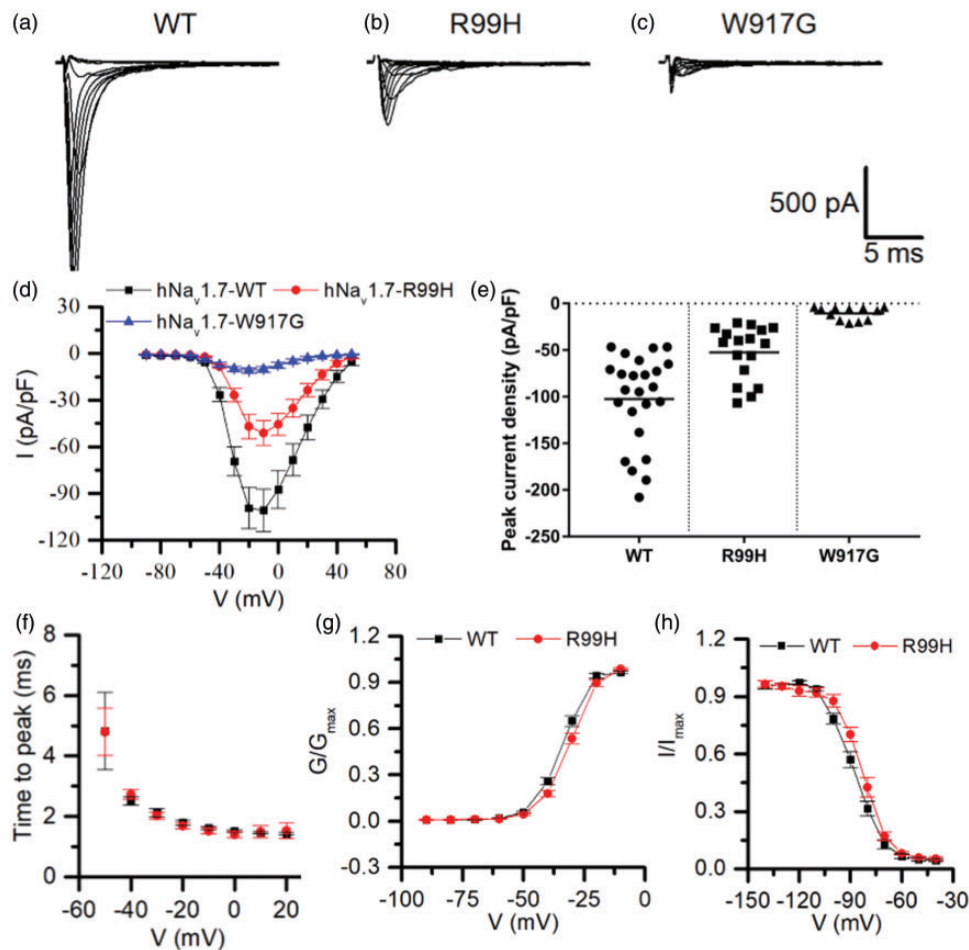 (a)
WT
(b)
R99H
(c)
W917G
500 pA
5 ms
(d)
hNav1.7-WT
hNav1.7-R99H
hNav1.7-W917G
30
0
-30
-60
-90
-120
I (pA/pF)
-120
-80
-40
0
40
80
V (mV)
(e)
0
-50
-100
-150
-200
-250
Peak current density (pA/pF)
WT
R99H
W917G
(f)
8
6
4
2
0
Time to peak (ms)
-60
-40
-20
0
20
V (mV)
(g)
WT
R99H
1.2
0.9
0.6
0.3
0.0
-0.3
G/Gmax
-100
-75
-50
-25
0
V (mV)
(h)
WT
R99H
1.2
0.9
0.6
0.3
0.0
I/Imax
-150
-120
-90
-60
-30
V (mV)